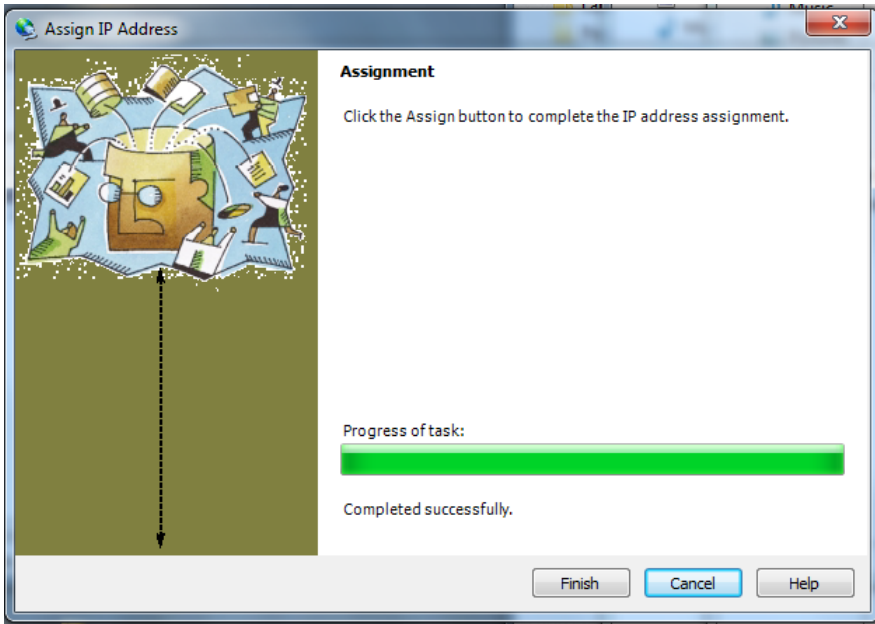 Assign IP Address
Assignment
Click the Assign button to complete the IP address assignment.
Progress of task:
Completed successfully.
Finish
Cancel
Help